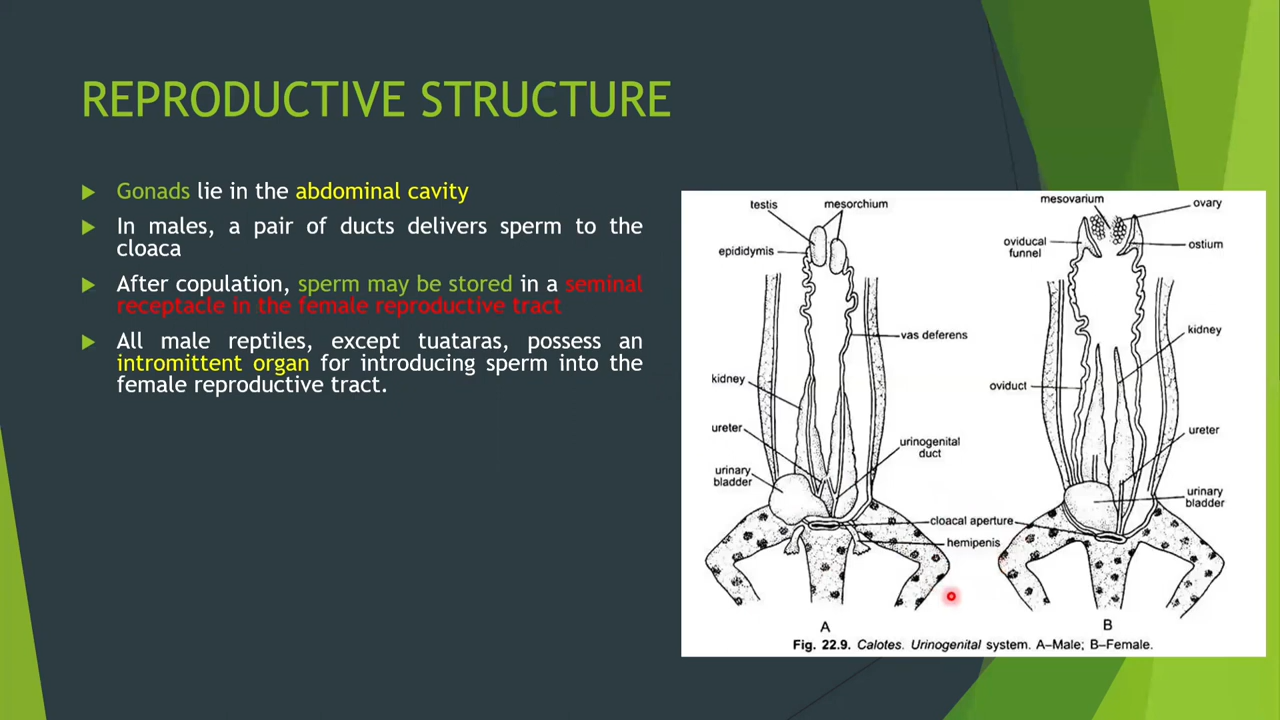 REPRODUCTIVE STRUCTURE
Gonads lie in the abdominal cavity
In males, a pair of ducts delivers sperm to the
cloaca
After copulation, sperm may be stored in a seminal
receptacle in the female reproductive tract
All male reptiles, except tuataras, possess an
intromittent organ for introducing sperm into the
female reproductive tract.
testis
mesorchium
epididymis
vas deferens
kidney
ureter
urinogenital
duct
urinary
bladder
cloacal aperture
hemipenis
A
mesovarium
ovary
oviducal
funnel
ostium
kidney
oviduct
ureter
urinary
bladder
B
Fig. 22.9. Calotes. Urinogenital system. A–Male; B–Female.